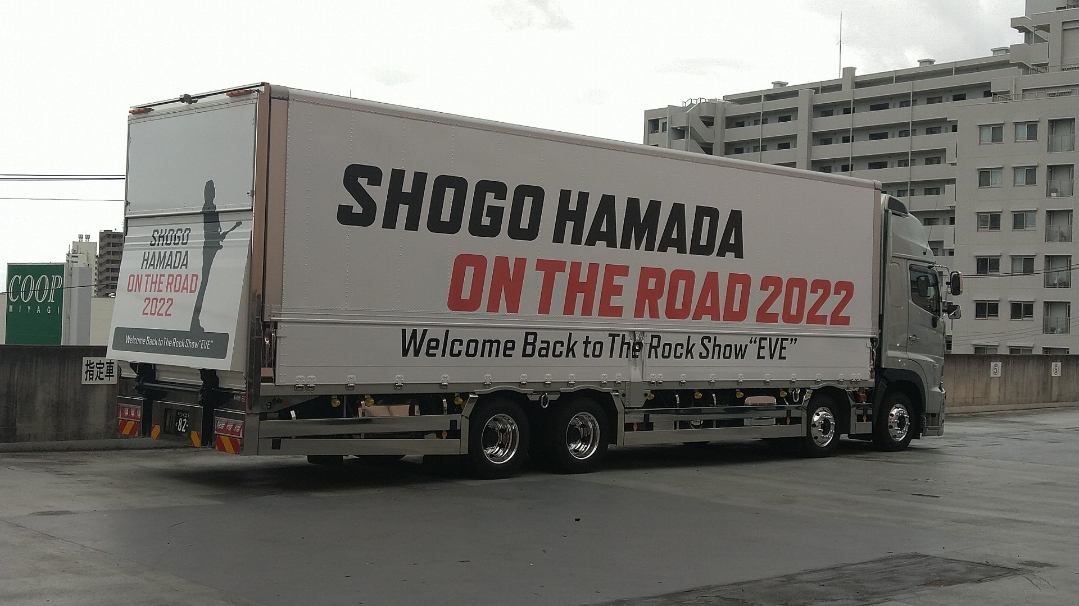 SHOGO HAMADA
ON THE ROAD 2022
Welcome Back to The Rock Show "EVE"
SHOGO
HAMADA
ON THE ROAD
2022
Welcome Back to The Rock Show "EVE"
COOP
MIYAGI
指定車
82